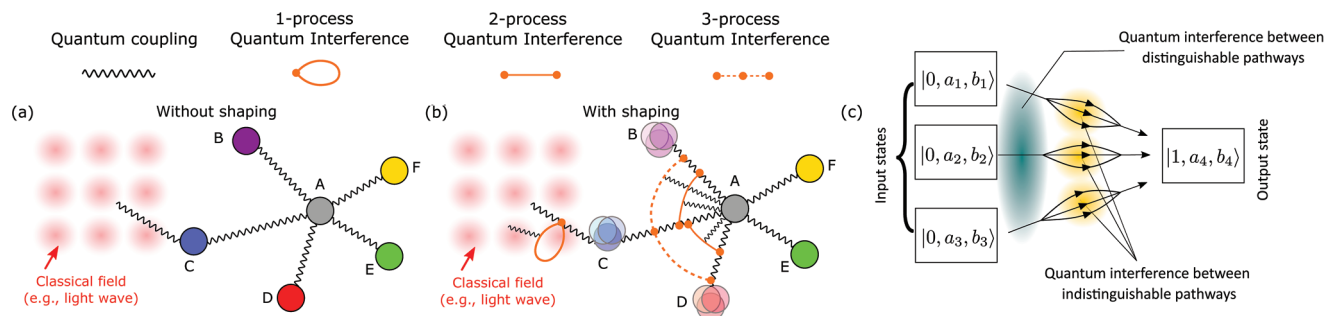 Quantum coupling
1-process
Quantum Interference
2-process
Quantum Interference
3-process
Quantum Interference
(a)
Without shaping
B
A
F
C
E
D
Classical field
(e.g., light wave)
(b)
With shaping
B
A
F
C
E
D
Classical field
(e.g., light wave)
(c)
Quantum interference between
distinguishable pathways
Input states
|0, a₁, b₁⟩
|0, a₂, b₂⟩
|0, a₃, b₃⟩
|1, a₄, b₄⟩
Output state
Quantum interference between
indistinguishable pathways